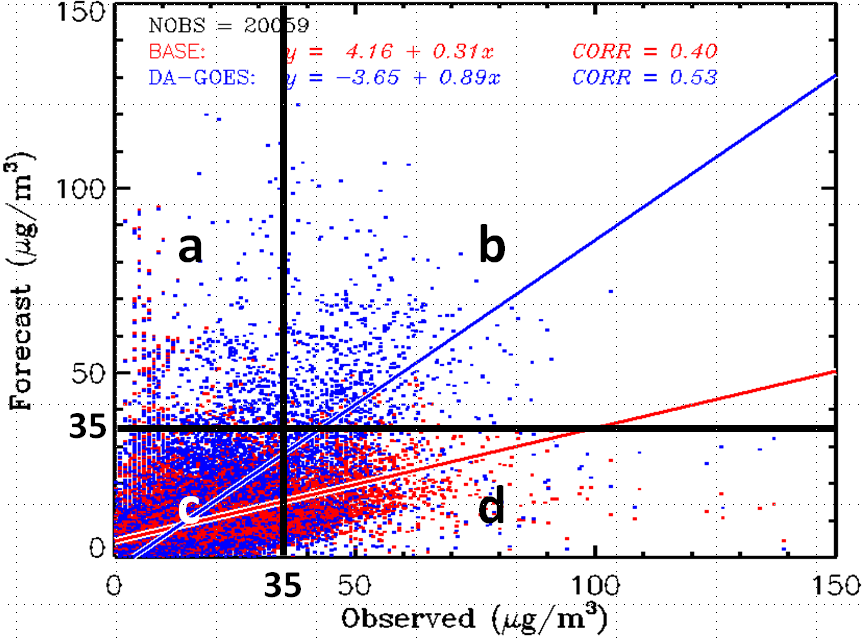 150
NOBS = 20059
BASE: y = 4.16 + 0.31x CORR = 0.40
DA-GOES: y = -3.65 + 0.89x CORR = 0.53
100
a
b
Forecast (μg/m³)
50
35
c
d
0
0
35
50
100
150
Observed (μg/m³)